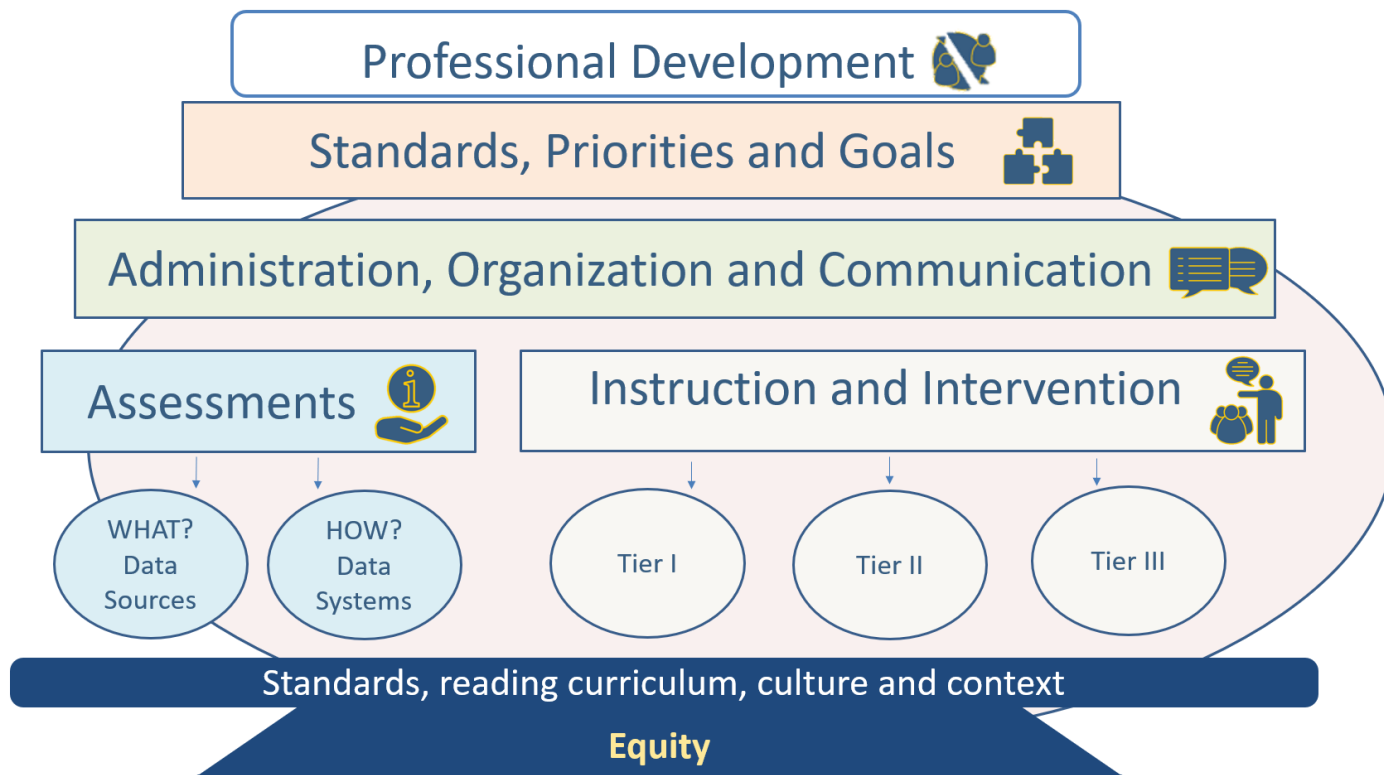 Professional Development
Standards, Priorities and Goals
Administration, Organization and Communication
Assessments
Instruction and Intervention
WHAT?
Data
Sources
HOW?
Data
Systems
Tier I
Tier II
Tier III
Standards, reading curriculum, culture and context
Equity